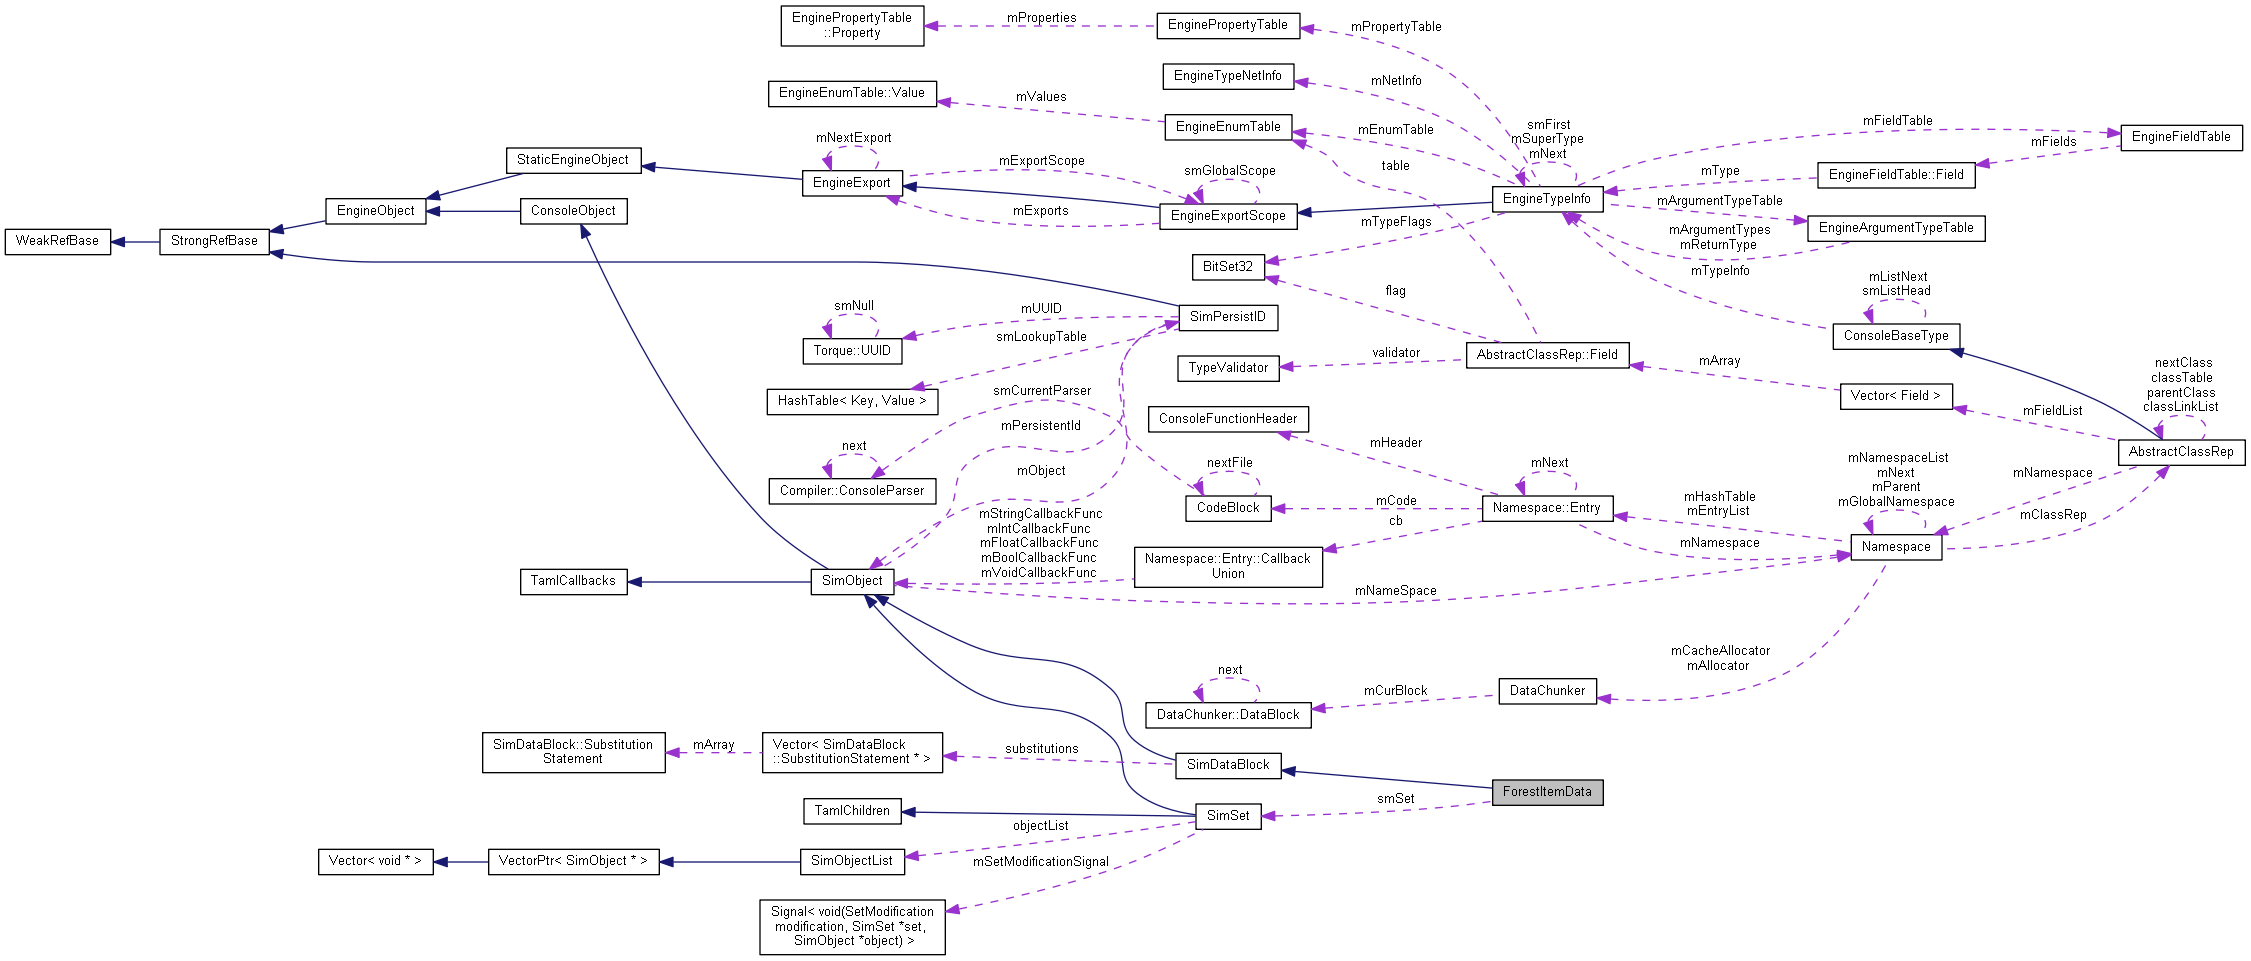 EnginePropertyTable
::Property
mProperties
EnginePropertyTable
mPropertyTable
EngineTypeNetInfo
mNetInfo
EngineEnumTable::Value
mValues
EngineEnumTable
mEnumTable
table
smFirst
mSuperType
mNext
mFieldTable
EngineFieldTable
mFields
EngineFieldTable::Field
mType
mNextExport
StaticEngineObject
EngineExport
mExportScope
smGlobalScope
mExports
EngineExportScope
EngineTypeInfo
mArgumentTypeTable
EngineArgumentTypeTable
mArgumentTypes
mReturnType
mTypeInfo
mTypeFlags
EngineObject
ConsoleObject
WeakRefBase
StrongRefBase
BitSet32
flag
mListNext
smListHead
ConsoleBaseType
smNull
mUUID
SimPersistID
Torque::UUID
smLookupTable
HashTable< Key, Value >
TypeValidator
validator
AbstractClassRep::Field
mArray
Vector< Field >
mFieldList
nextClass
classTable
parentClass
classLinkList
AbstractClassRep
smCurrentParser
mPersistentId
ConsoleFunctionHeader
mHeader
next
Compiler::ConsoleParser
mObject
nextFile
CodeBlock
mCode
cb
mNext
Namespace::Entry
mHashTable
mEntryList
mNamespace
mNamespaceList
mNext
mParent
mGlobalNamespace
Namespace
mNamespace
mClassRep
mStringCallbackFunc
mIntCallbackFunc
mFloatCallbackFunc
mBoolCallbackFunc
mVoidCallbackFunc
Namespace::Entry::Callback
Union
TamlCallbacks
SimObject
mNameSpace
mCacheAllocator
mAllocator
next
DataChunker::DataBlock
mCurBlock
DataChunker
SimDataBlock::Substitution
Statement
mArray
Vector< SimDataBlock
::SubstitutionStatement * >
substitutions
SimDataBlock
ForestItemData
smSet
TamlChildren
SimSet
objectList
Vector< void * >
VectorPtr< SimObject * >
SimObjectList
mSetModificationSignal
Signal< void(SetModification
modification, SimSet *set,
SimObject *object) >